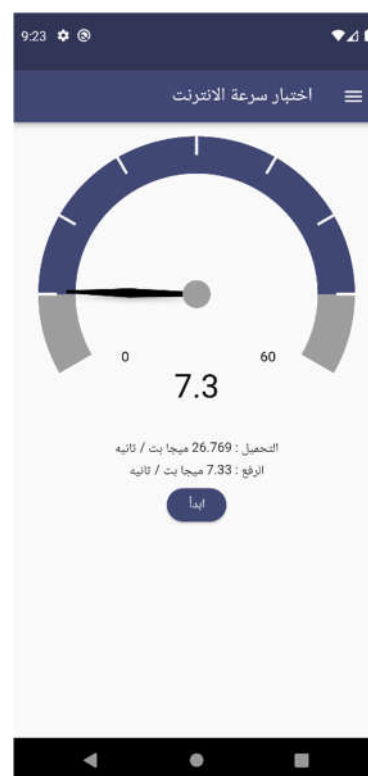 9:23
اختبار سرعة الانترنت
0
60
7.3
التحميل : 26.769 ميجا بت / ثانيه
الرفع : 7.33 ميجا بت / ثانيه
ابدأ